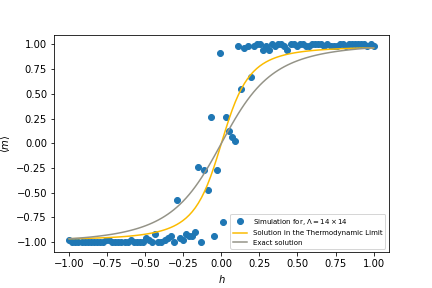 1.00
0.75
0.50
0.25
0.00
−0.25
−0.50
−0.75
−1.00
⟨m⟩
Simulation for, Λ = 14 × 14
Solution in the Thermodynamic Limit
Exact solution
−1.00 −0.75 −0.50 −0.25 0.00 0.25 0.50 0.75 1.00
h